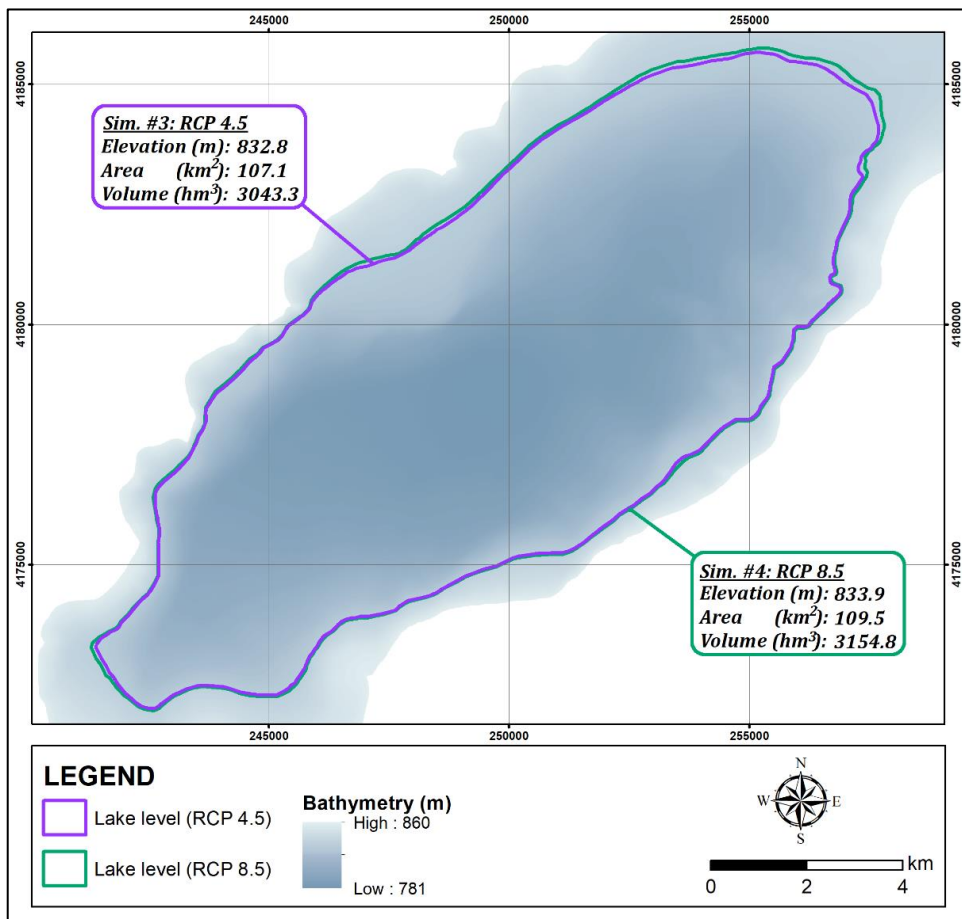 245000 250000 255000
4185000 4185000
Sim. #3: RCP 4.5
Elevation (m): 832.8
Area (km²): 107.1
Volume (hm³): 3043.3
4180000 4180000
4175000 4175000
Sim. #4: RCP 8.5
Elevation (m): 833.9
Area (km²): 109.5
Volume (hm³): 3154.8
245000 250000 255000
LEGEND
Lake level (RCP 4.5)
Lake level (RCP 8.5)
Bathymetry (m)
High : 860
Low : 781
N
W E
S
km
0 2 4